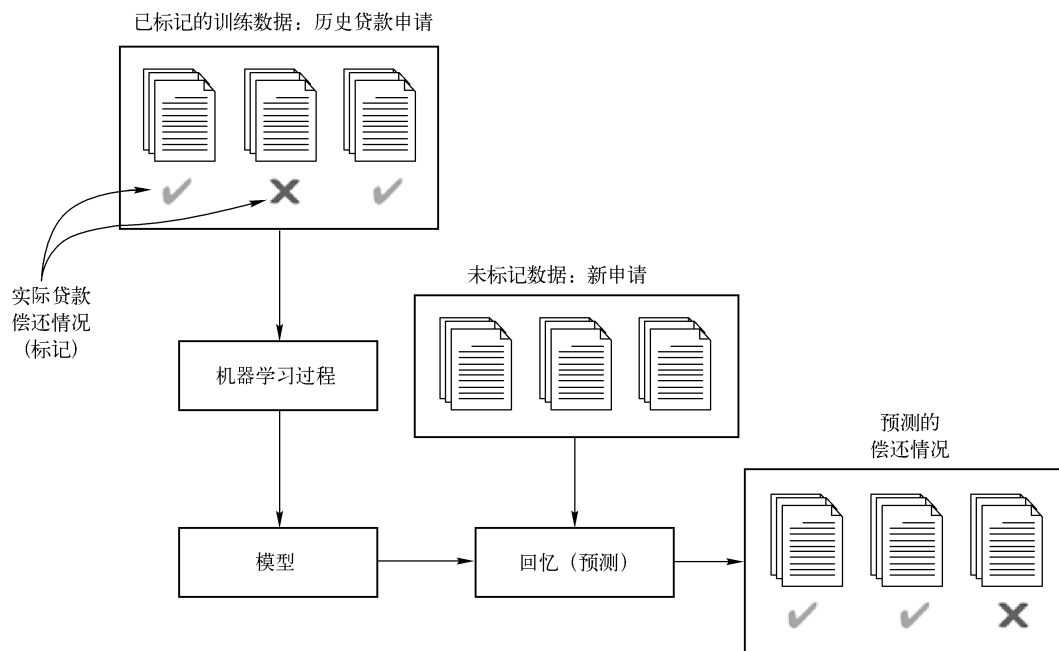 已标记的训练数据：历史贷款申请
实际贷款
偿还情况
（标记）
未标记数据：新申请
机器学习过程
预测的
偿还情况
模型
回忆（预测）